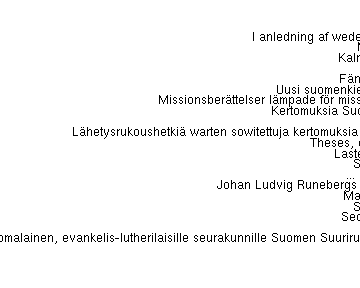 I anledning af wede
Kalr
Fän
Uusi suomenkie
Missionsberättelser lämpade för miss
Kertomuksia Suo
Lähetysrukoushetkiä warten sowitettuja kertomuksia
Theses,
Laste
S
...
Johan Ludvig Runebergs
Ma
S
Sec
omalainen, evankelis-lutherilaisille seurakunnille Suomen Suuriru